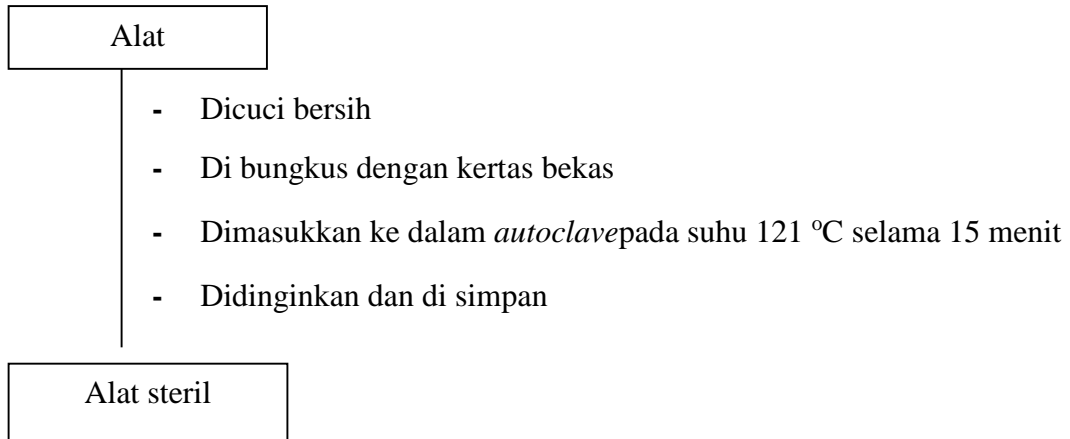 Alat
- Dicuci bersih
- Di bungkus dengan kertas bekas
- Dimasukkan ke dalam autoclavepada suhu 121 ºC selama 15 menit
- Didinginkan dan di simpan
Alat steril